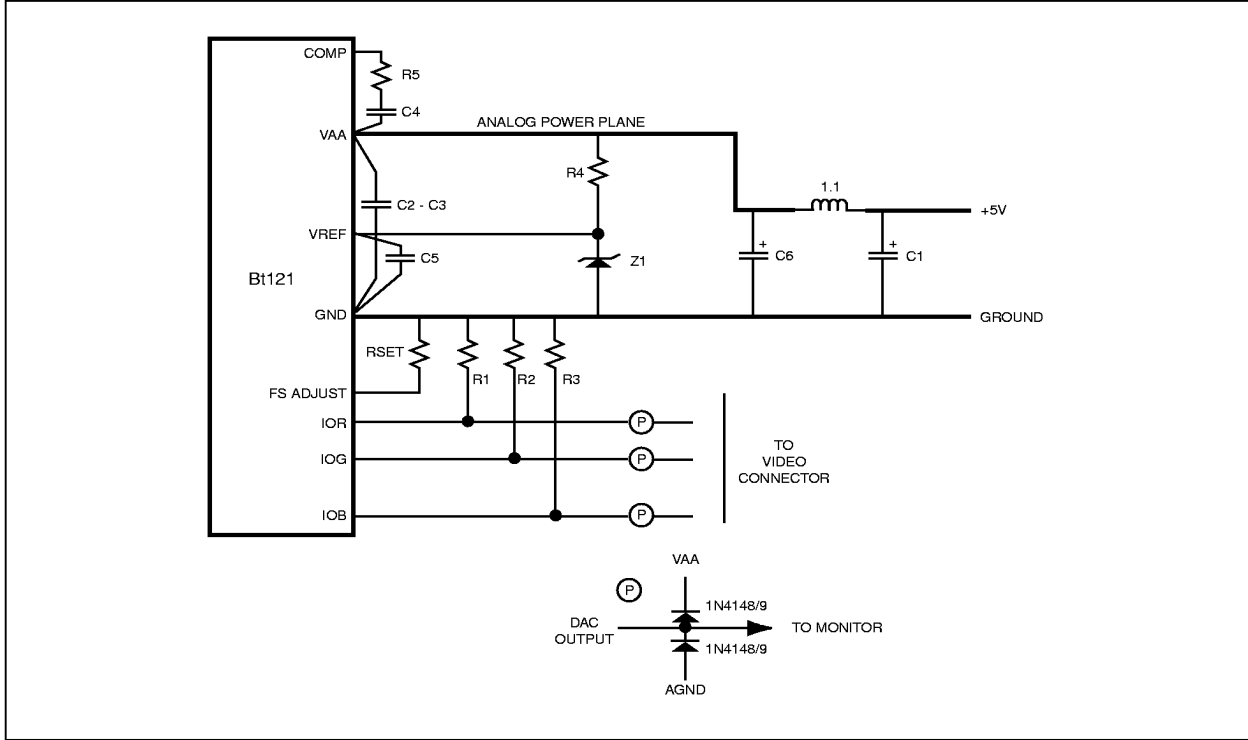 COMP
R5
C4
VAA
ANALOG POWER PLANE
R4
1.1
+5V
C2 - C3
VREF
C5
Z1
+
C6
+
C1
Bt121
GND
GROUND
RSET
R1
R2
R3
FS ADJUST
IOR
P
IOG
P
TO
VIDEO
CONNECTOR
IOB
P
VAA
P
1N4148/9
DAC
OUTPUT
TO MONITOR
1N4148/9
AGND